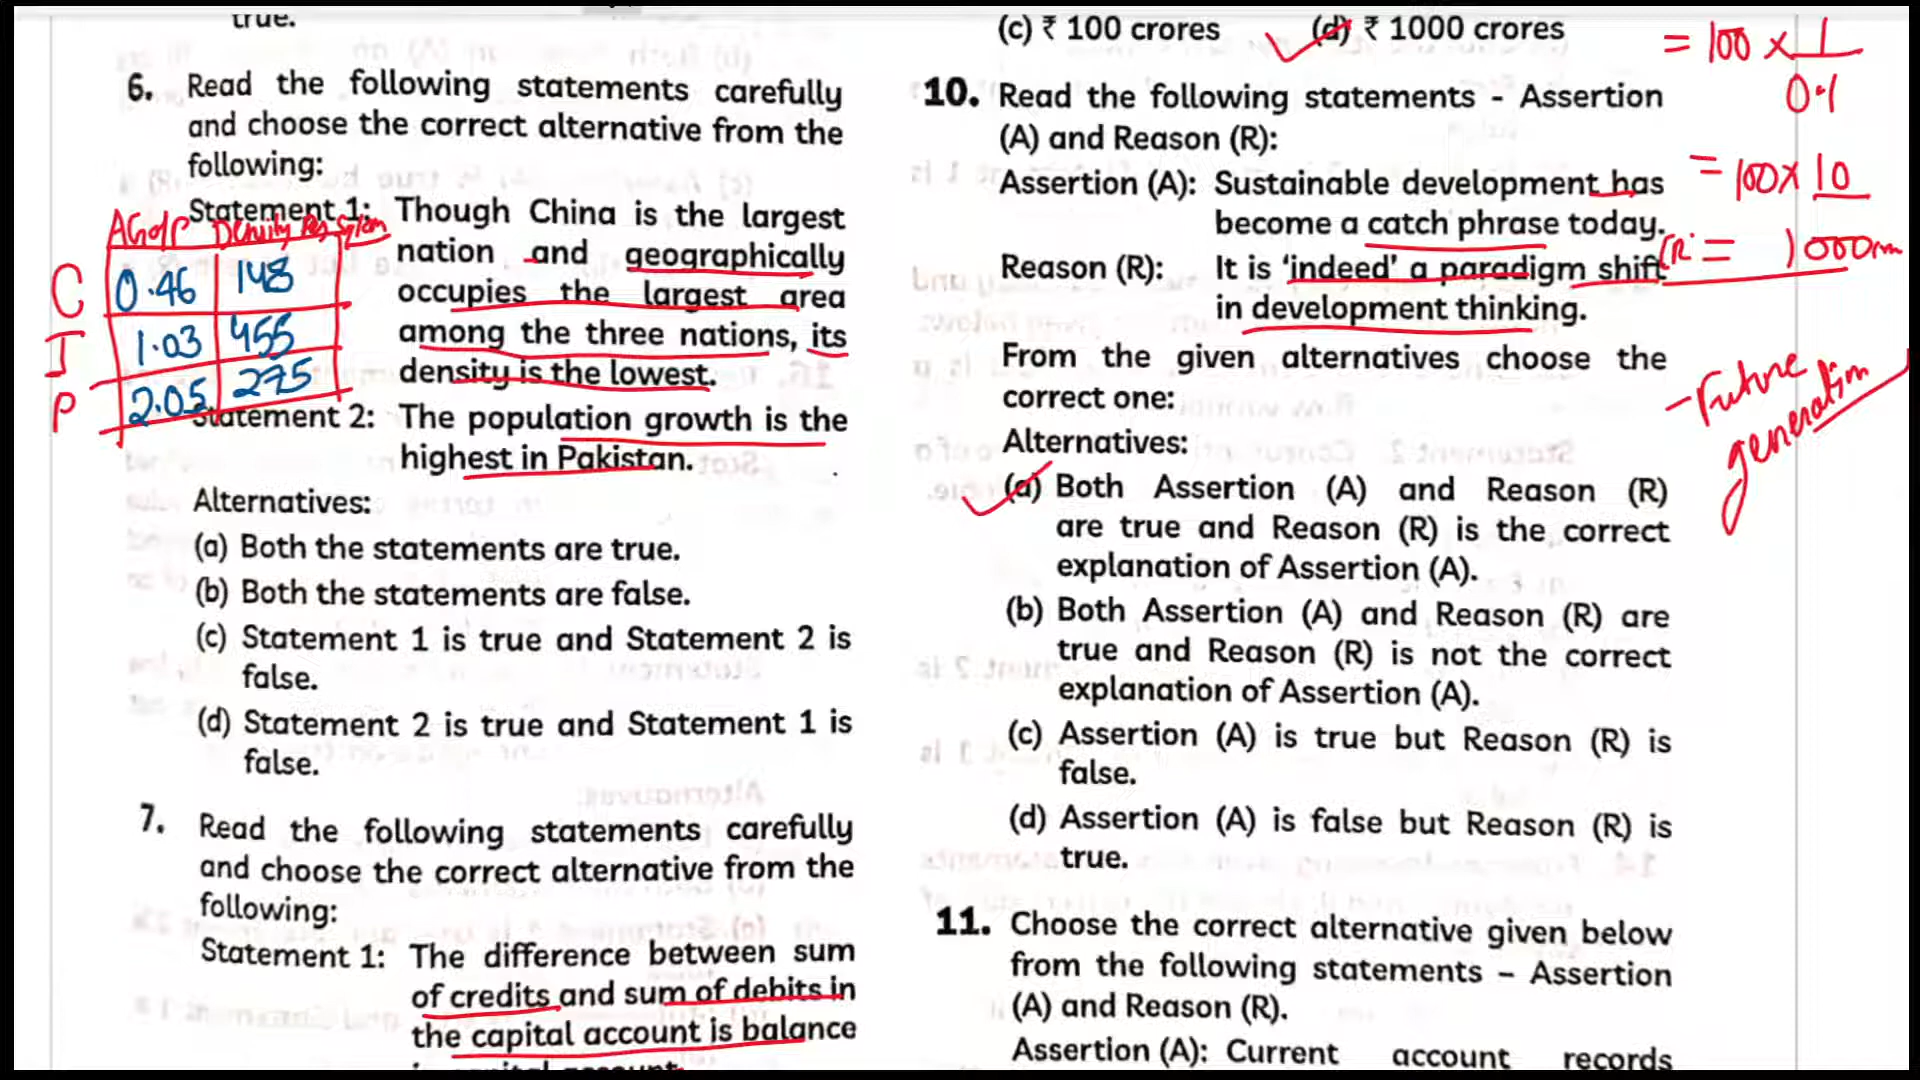 true.
6. Read the following statements carefully
and choose the correct alternative from the
following:
Statement 1: Though China is the largest
nation and geographically
occupies the largest area
among the three nations, its
density is the lowest.
Statement 2: The population growth is the
highest in Pakistan.
AGofP Density Per
C 0.46 148
I 1.03 455
P 2.05 275
Alternatives:
(a) Both the statements are true.
(b) Both the statements are false.
(c) Statement 1 is true and Statement 2 is
false.
(d) Statement 2 is true and Statement 1 is
false.
7. Read the following statements carefully
and choose the correct alternative from the
following:
Statement 1: The difference between sum
of credits and sum of debits in
the capital account is balance
in capital account.
(c) ₹ 100 crores (d) ₹ 1000 crores
10. Read the following statements - Assertion
(A) and Reason (R):
Assertion (A): Sustainable development has
become a catch phrase today.
Reason (R): It is ‘indeed’ a paradigm shift
in development thinking.
From the given alternatives choose the
correct one:
Alternatives:
(a) Both Assertion (A) and Reason (R)
are true and Reason (R) is the correct
explanation of Assertion (A).
(b) Both Assertion (A) and Reason (R) are
true and Reason (R) is not the correct
explanation of Assertion (A).
(c) Assertion (A) is true but Reason (R) is
false.
(d) Assertion (A) is false but Reason (R) is
true.
11. Choose the correct alternative given below
from the following statements – Assertion
(A) and Reason (R).
Assertion (A): Current account records
= 100 × 1
0.1
= 100 × 10
= 1000
- Future
generation